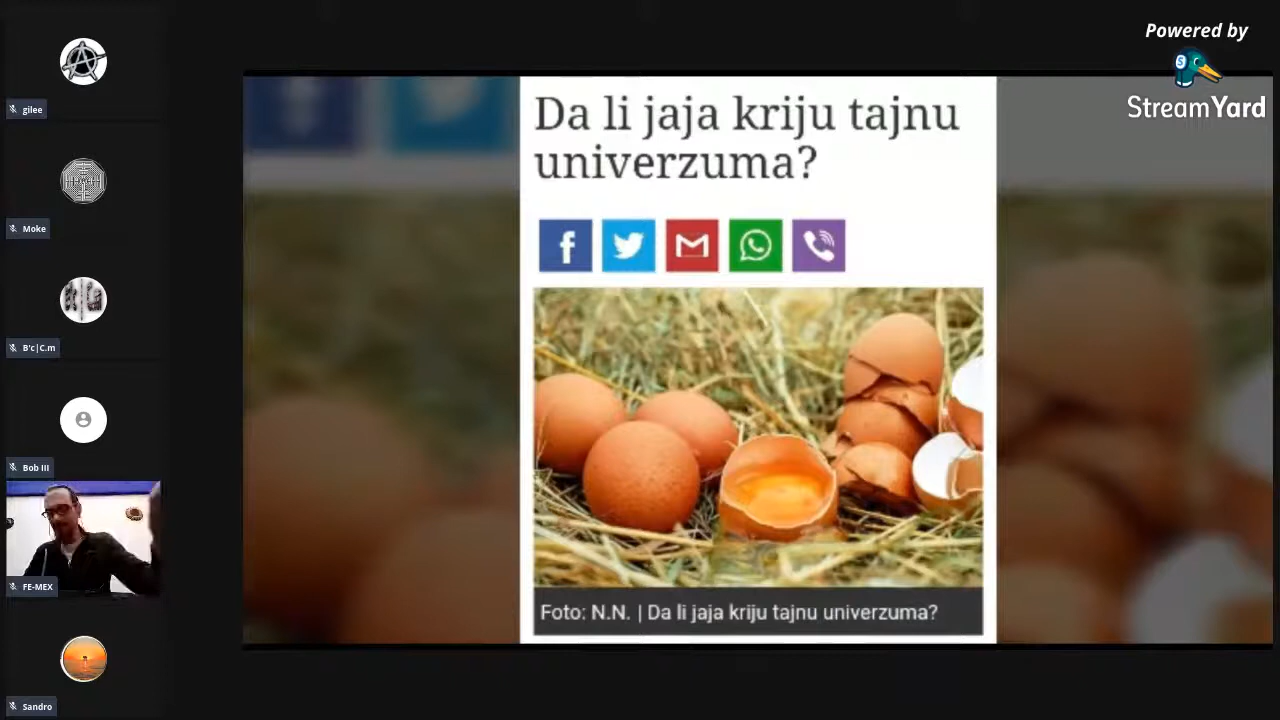 Powered by
StreamYard
gilee
Moke
B'c|C.m
Bob III
FE-MEX
Sandro
Da li jaja kriju tajnu
univerzuma?
Foto: N.N. | Da li jaja kriju tajnu univerzuma?